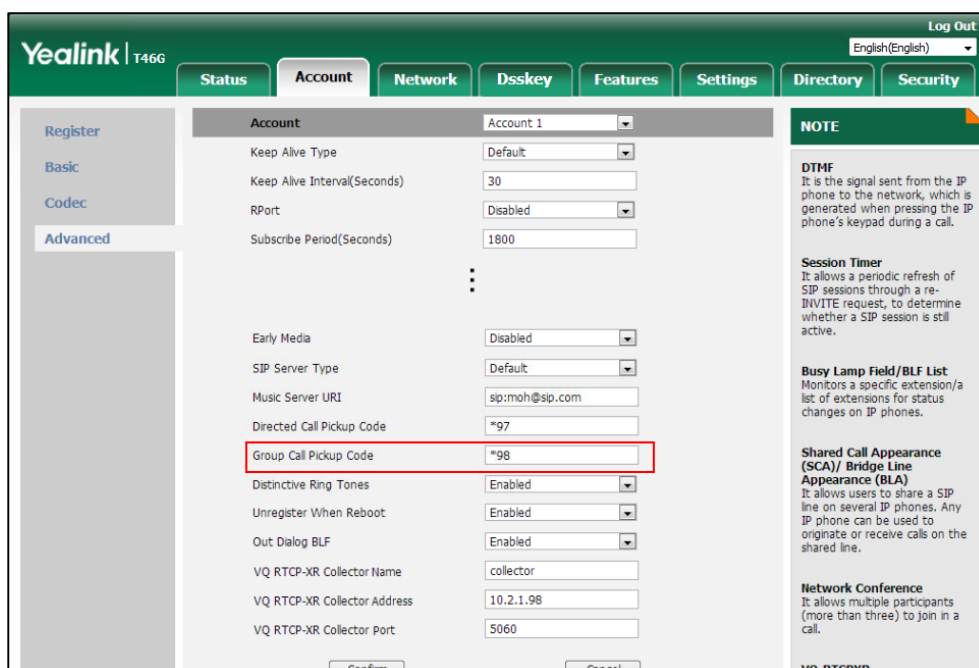 Log Out
Yealink | T46G
English(English)
Status Account Network Dsskey Features Settings Directory Security
Register
Basic
Codec
Advanced
Account Account 1
Keep Alive Type Default
Keep Alive Interval(Seconds) 30
RPort Disabled
Subscribe Period(Seconds) 1800
Early Media Disabled
SIP Server Type Default
Music Server URI sip:moh@sip.com
Directed Call Pickup Code *97
Group Call Pickup Code *98
Distinctive Ring Tones Enabled
Unregister When Reboot Enabled
Out Dialog BLF Enabled
VQ RTCP-XR Collector Name collector
VQ RTCP-XR Collector Address 10.2.1.98
VQ RTCP-XR Collector Port 5060
Confirm Cancel
NOTE
DTMF
It is the signal sent from the IP
phone to the network, which is
generated when pressing the IP
phone's keypad during a call.
Session Timer
It allows a periodic refresh of
SIP sessions through a re-
INVITE request, to determine
whether a SIP session is still
active.
Busy Lamp Field/BLF List
Monitors a specific extension/a
list of extensions for status
changes on IP phones.
Shared Call Appearance
(SCA)/ Bridge Line
Appearance (BLA)
It allows users to share a SIP
line on several IP phones. Any
IP phone can be used to
originate or receive calls on the
shared line.
Network Conference
It allows multiple participants
(more than three) to join in a
call.
VQ-RTCPXR